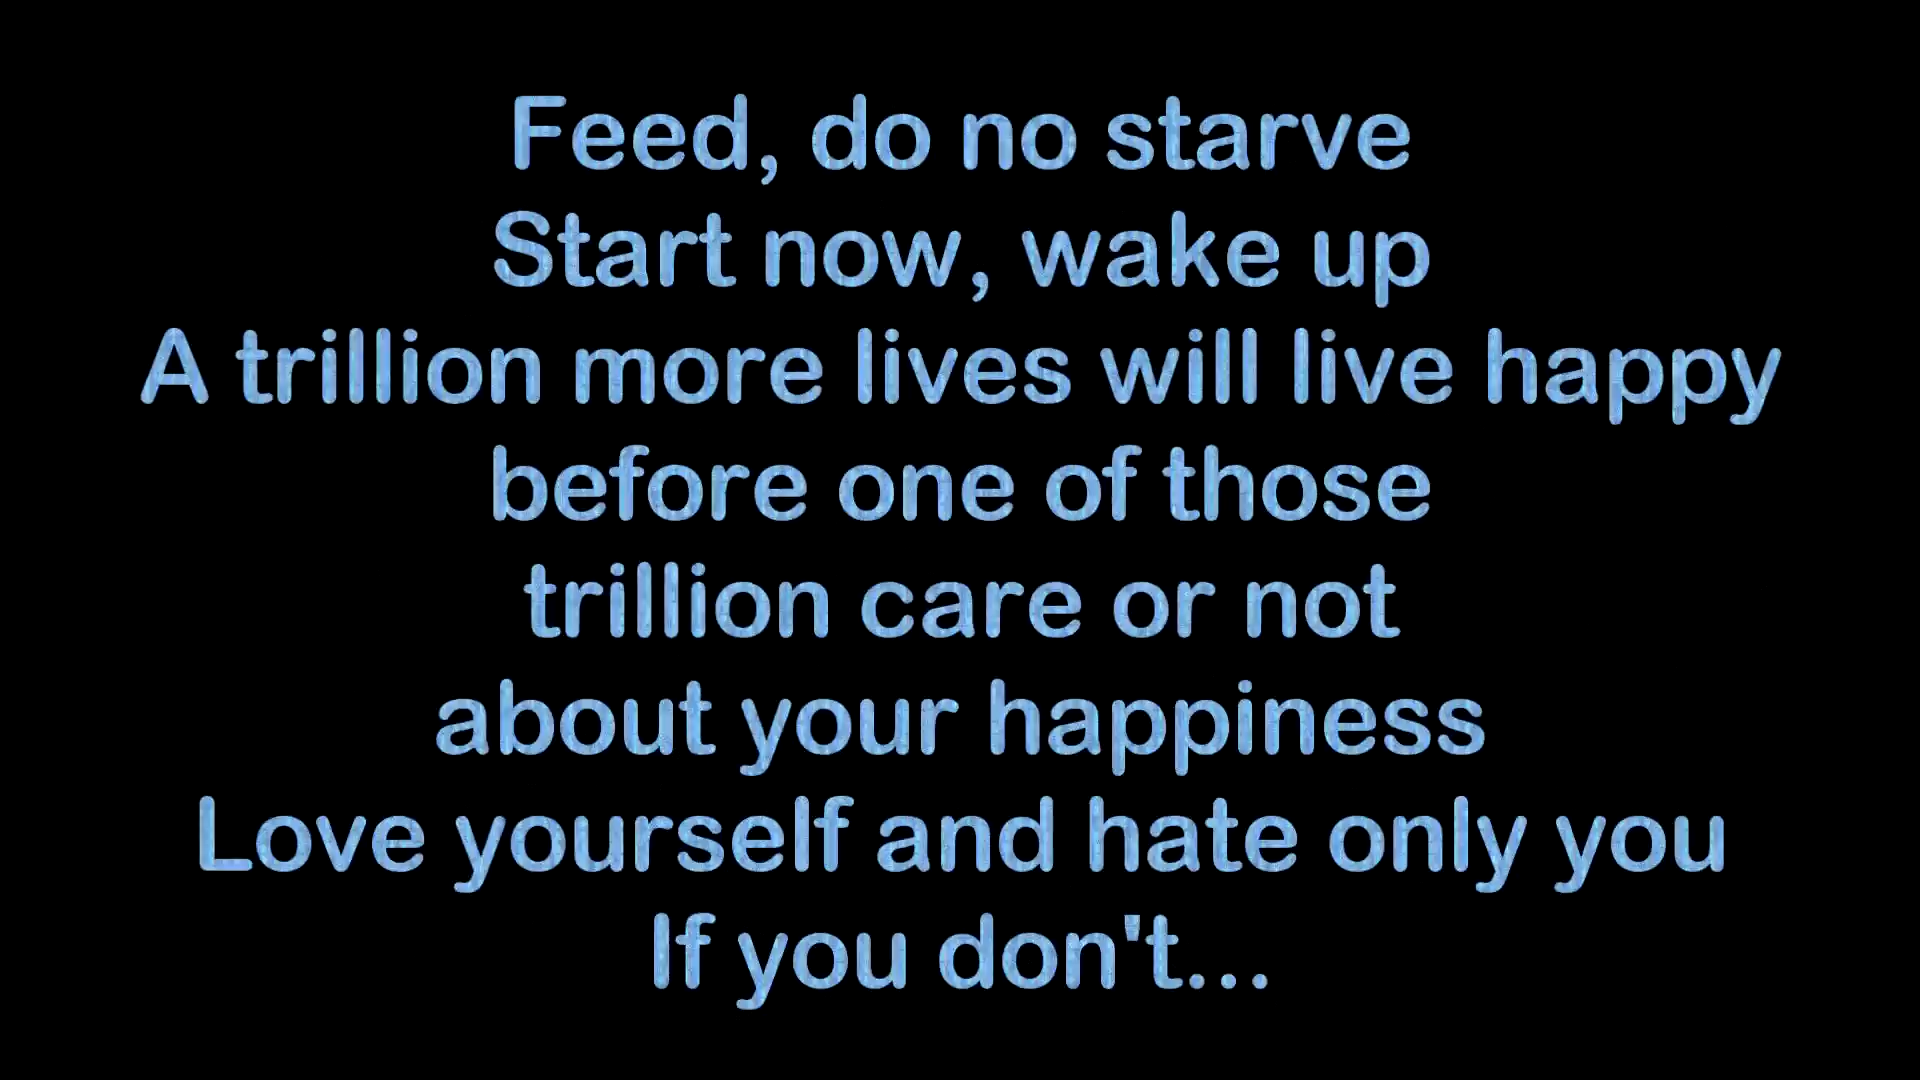 Feed, do no starve
Start now, wake up
A trillion more lives will live happy
before one of those
trillion care or not
about your happiness
Love yourself and hate only you
If you don't...